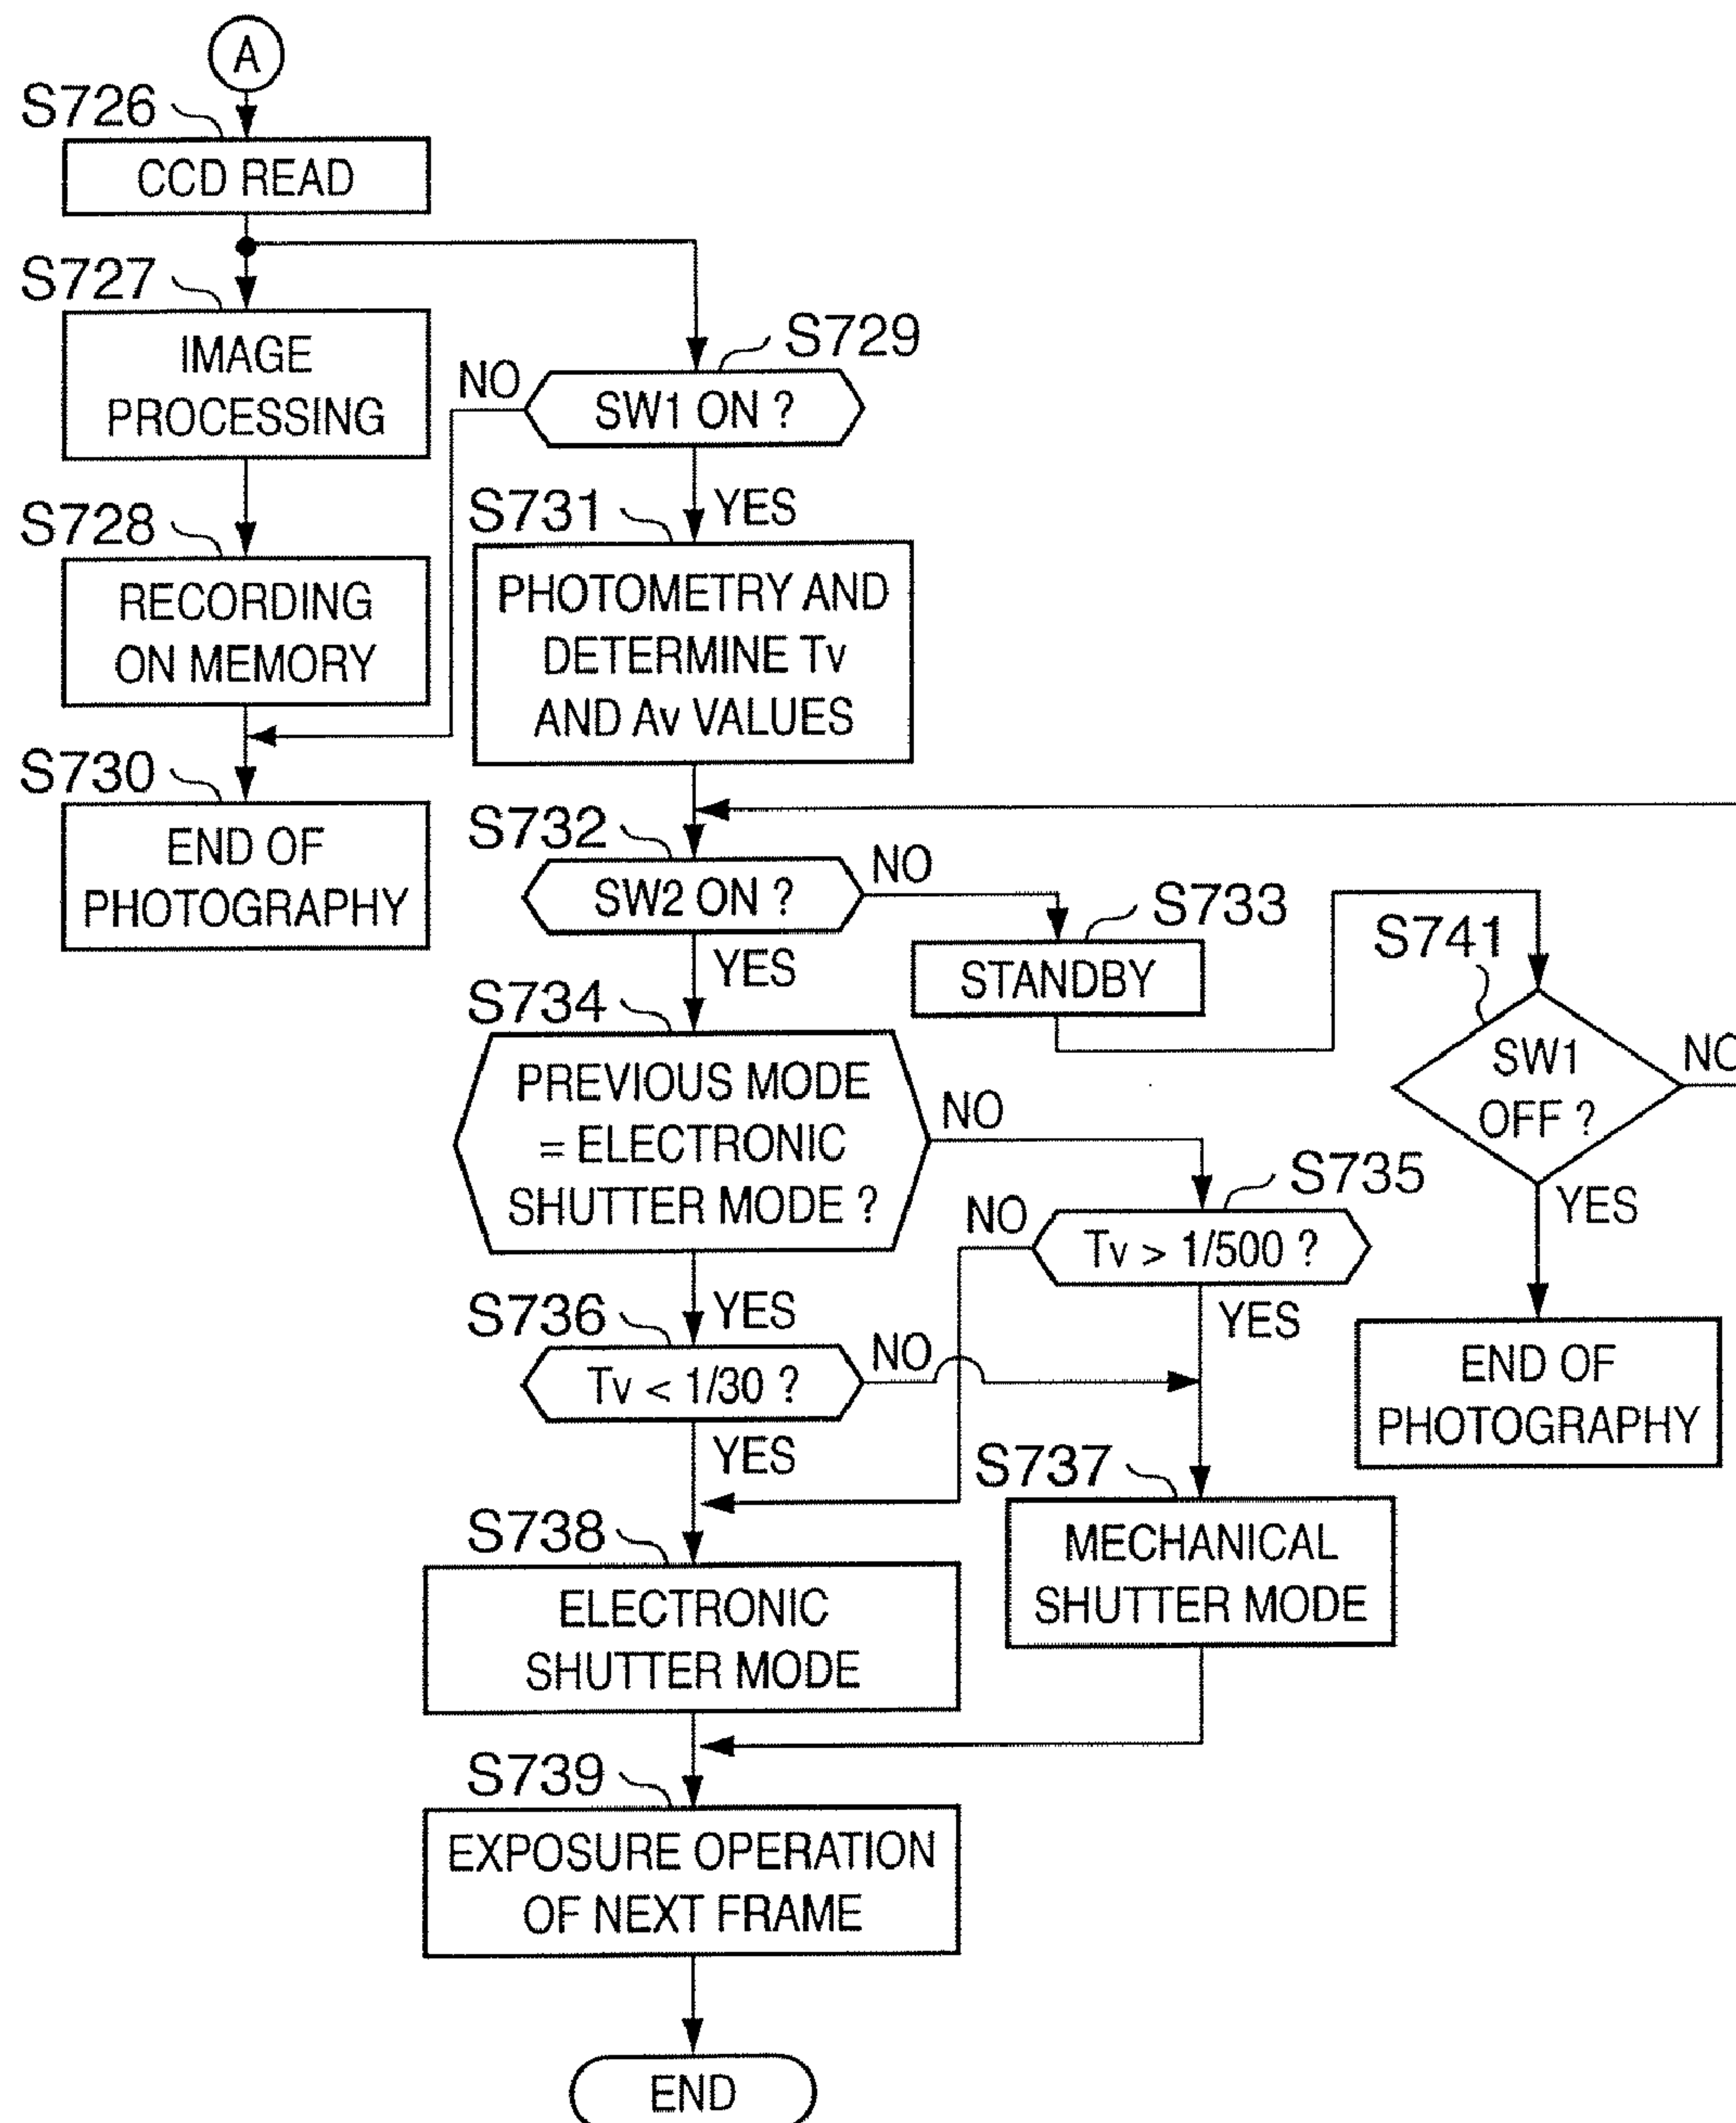 A
S726
CCD READ
S727
IMAGE
PROCESSING
S729
NO
SW1 ON ?
YES
S728
RECORDING
ON MEMORY
S731
PHOTOMETRY AND
DETERMINE Tv
AND Av VALUES
S730
END OF
PHOTOGRAPHY
S732
SW2 ON ?
NO
YES
S733
STANDBY
S741
SW1
OFF ?
NO
YES
END OF
PHOTOGRAPHY
S734
PREVIOUS MODE
= ELECTRONIC
SHUTTER MODE ?
NO
YES
S735
NO
Tv > 1/500 ?
YES
S736
Tv < 1/30 ?
NO
YES
S737
MECHANICAL
SHUTTER MODE
S738
ELECTRONIC
SHUTTER MODE
S739
EXPOSURE OPERATION
OF NEXT FRAME
END